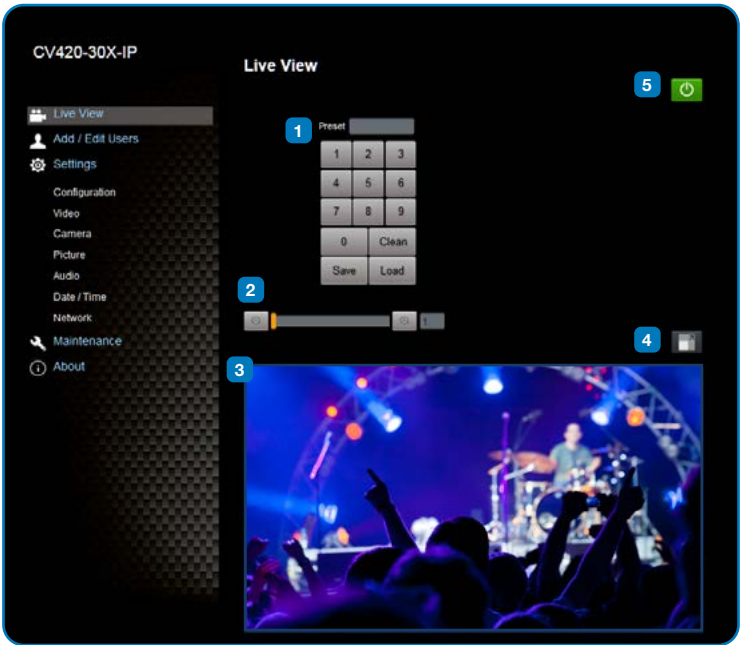 CV420-30X-IP
Live View
5
Live View
Add / Edit Users
Settings
Configuration
Video
Camera
Picture
Audio
Date / Time
Network
Maintenance
About
1
Preset
1 2 3
4 5 6
7 8 9
0 Clean
Save Load
2
1
4
3